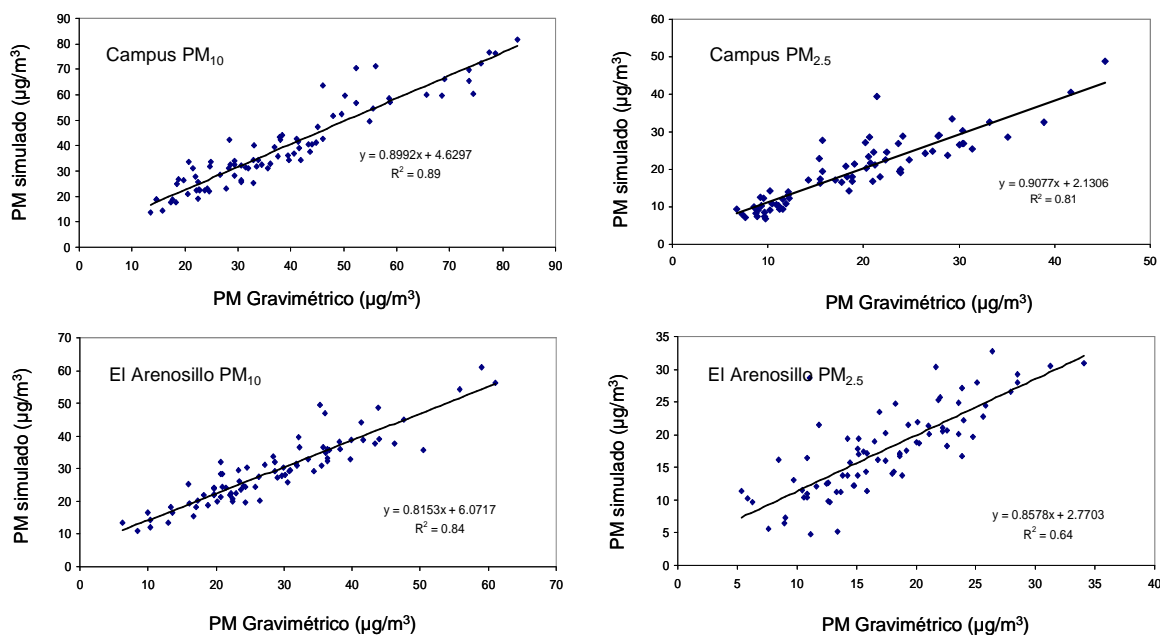 Campus PM10
PM simulado (µg/m3)
90
80
70
60
50
40
30
20
10
0
y = 0.8992x + 4.6297
R2 = 0.89
0 10 20 30 40 50 60 70 80 90
PM Gravimétrico (µg/m3)
Campus PM2.5
PM simulado (µg/m3)
60
50
40
30
20
10
0
y = 0.9077x + 2.1306
R2 = 0.81
0 10 20 30 40 50
PM Gravimétrico (µg/m3)
El Arenosillo PM10
PM simulado (µg/m3)
70
60
50
40
30
20
10
0
y = 0.8153x + 6.0717
R2 = 0.84
0 10 20 30 40 50 60 70
PM Gravimétrico (µg/m3)
El Arenosillo PM2.5
PM simulado (µg/m3)
35
30
25
20
15
10
5
0
y = 0.8578x + 2.7703
R2 = 0.64
0 5 10 15 20 25 30 35 40
PM Gravimétrico (µg/m3)